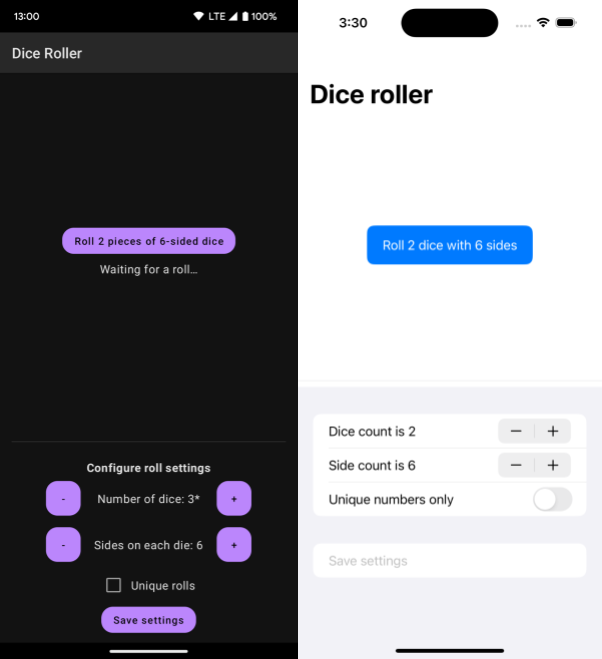 13:00
LTE
100%
Dice Roller
Roll 2 pieces of 6-sided dice
Waiting for a roll…
Configure roll settings
- Number of dice: 3* +
- Sides on each die: 6 +
Unique rolls
Save settings
3:30
Dice roller
Roll 2 dice with 6 sides
Dice count is 2
Side count is 6
Unique numbers only
Save settings